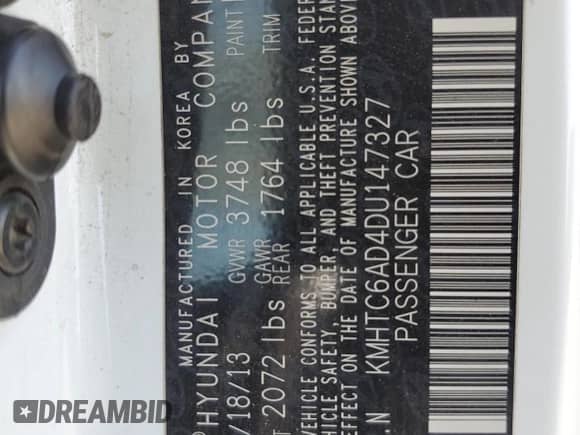 MANUFACTURED IN KOREA BY
HYUNDAI MOTOR COMPAN
/18/13 GVWR 3748 lbs PAINT
2072 lbs GAWR REAR 1764 lbs TRIM
VEHICLE CONFORMS TO ALL APPLICABLE U.S.A. FEDER
VEHICLE SAFETY, BUMPER AND THEFT PREVENTION STAN
EFFECT ON THE DATE OF MANUFACTURE SHOWN ABOVE
.N KMHTC6AD4DU147327
PASSENGER CAR
DREAMBID